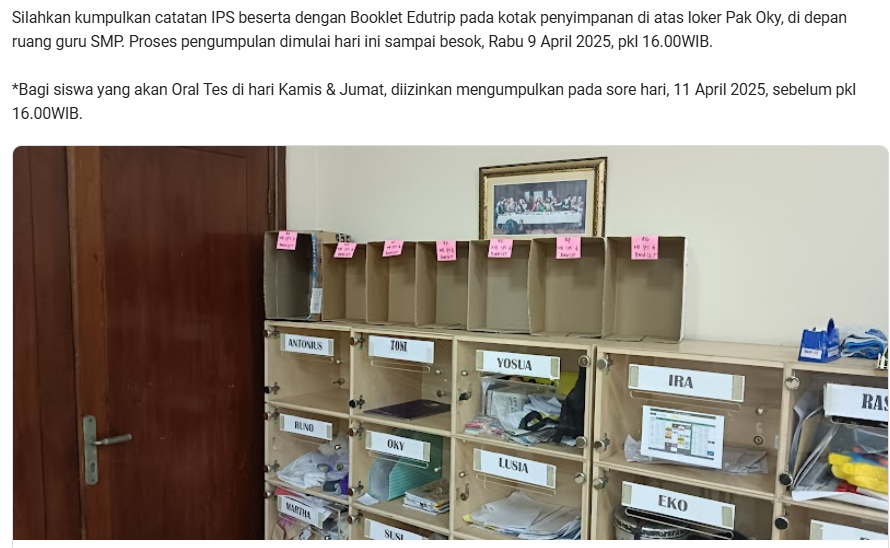 Silahkan kumpulkan catatan IPS beserta dengan Booklet Edutrip pada kotak penyimpanan di atas loker Pak Oky, di depan
ruang guru SMP. Proses pengumpulan dimulai hari ini sampai besok, Rabu 9 April 2025, pkl 16.00WIB.
*Bagi siswa yang akan Oral Tes di hari Kamis & Jumat, diizinkan mengumpulkan pada sore hari, 11 April 2025, sebelum pkl
16.00WIB.
ANTONIUS
TONI
YOSUA
IRA
RAS
RUNO
OKY
LUSIA
EKO
MARTHA
SUSI